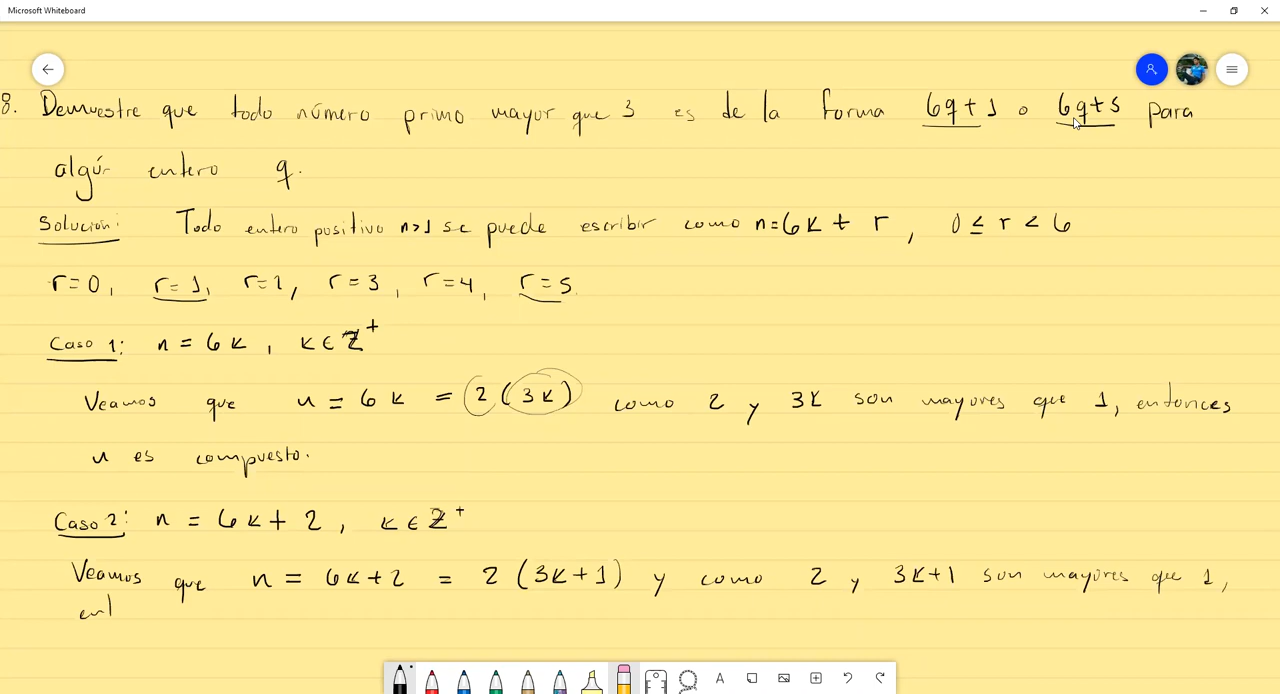 Microsoft Whiteboard
8. Demuestre que todo número primo mayor que 3 es de la forma 6q+1 o 6q+5 para
algún entero q.
Solución: Todo entero positivo n>1 se puede escribir como n=6k + r, 0 ≤ r < 6
r=0, r=1, r=2, r=3, r=4, r=5.
Caso 1: n = 6k, k ∈ Z⁺
Veamos que n = 6k = 2(3k) como 2 y 3k son mayores que 1, entonces
n es compuesto.
Caso 2: n = 6k+2, k ∈ Z⁺
Veamos que n = 6k+2 = 2(3k+1) y como 2 y 3k+1 son mayores que 1,
ent
A